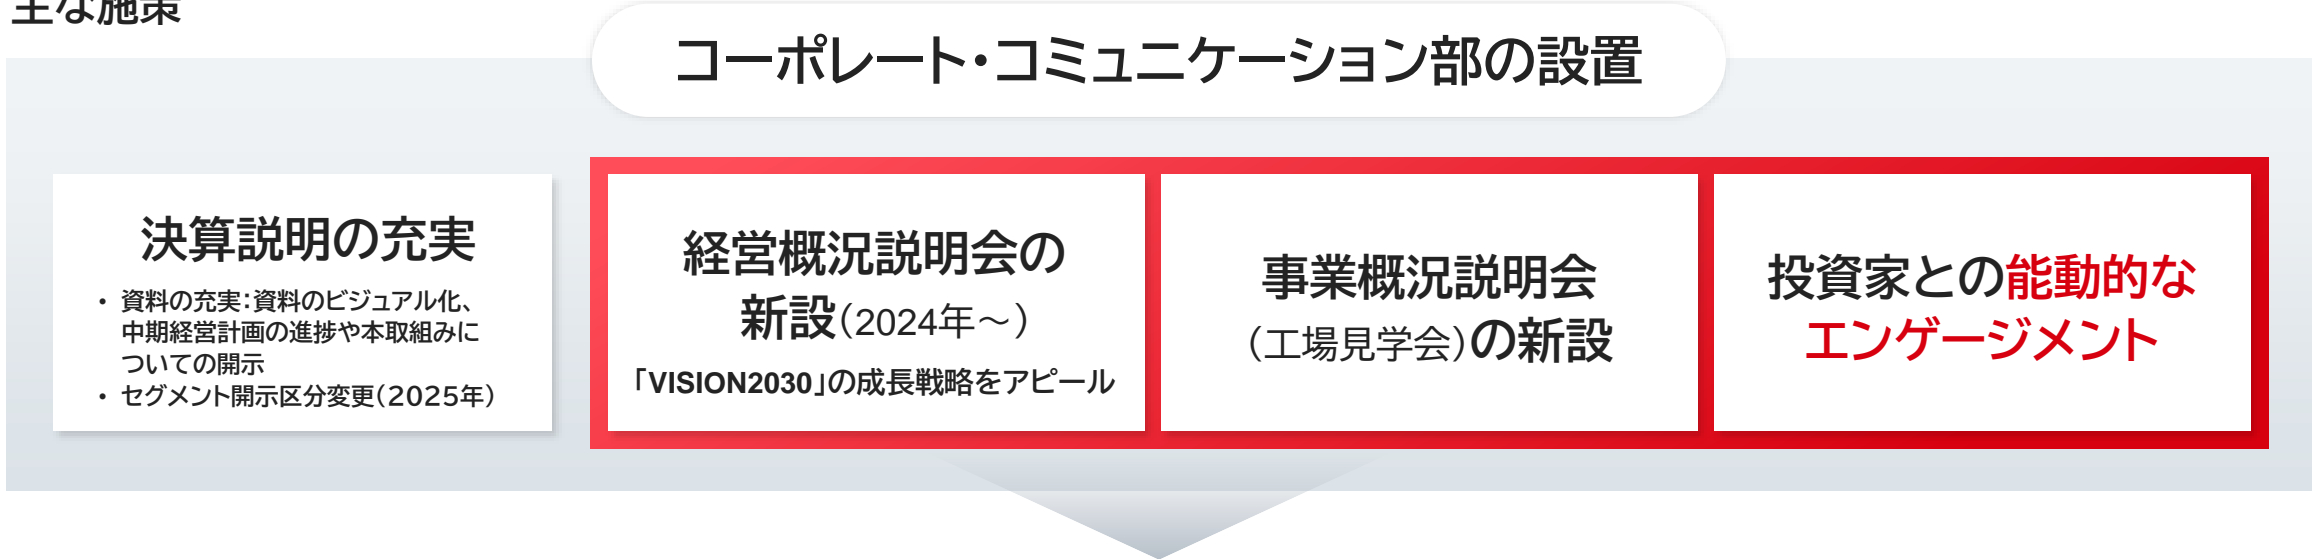 主な施策
コーポレート・コミュニケーション部の設置
決算説明の充実
• 資料の充実：資料のビジュアル化、
中期経営計画の進捗や本取組みに
ついての開示
• セグメント開示区分変更（2025年）
経営概況説明会の
新設（2024年～）
「VISION2030」の成長戦略をアピール
事業概況説明会
（工場見学会）の新設
投資家との能動的な
エンゲージメント